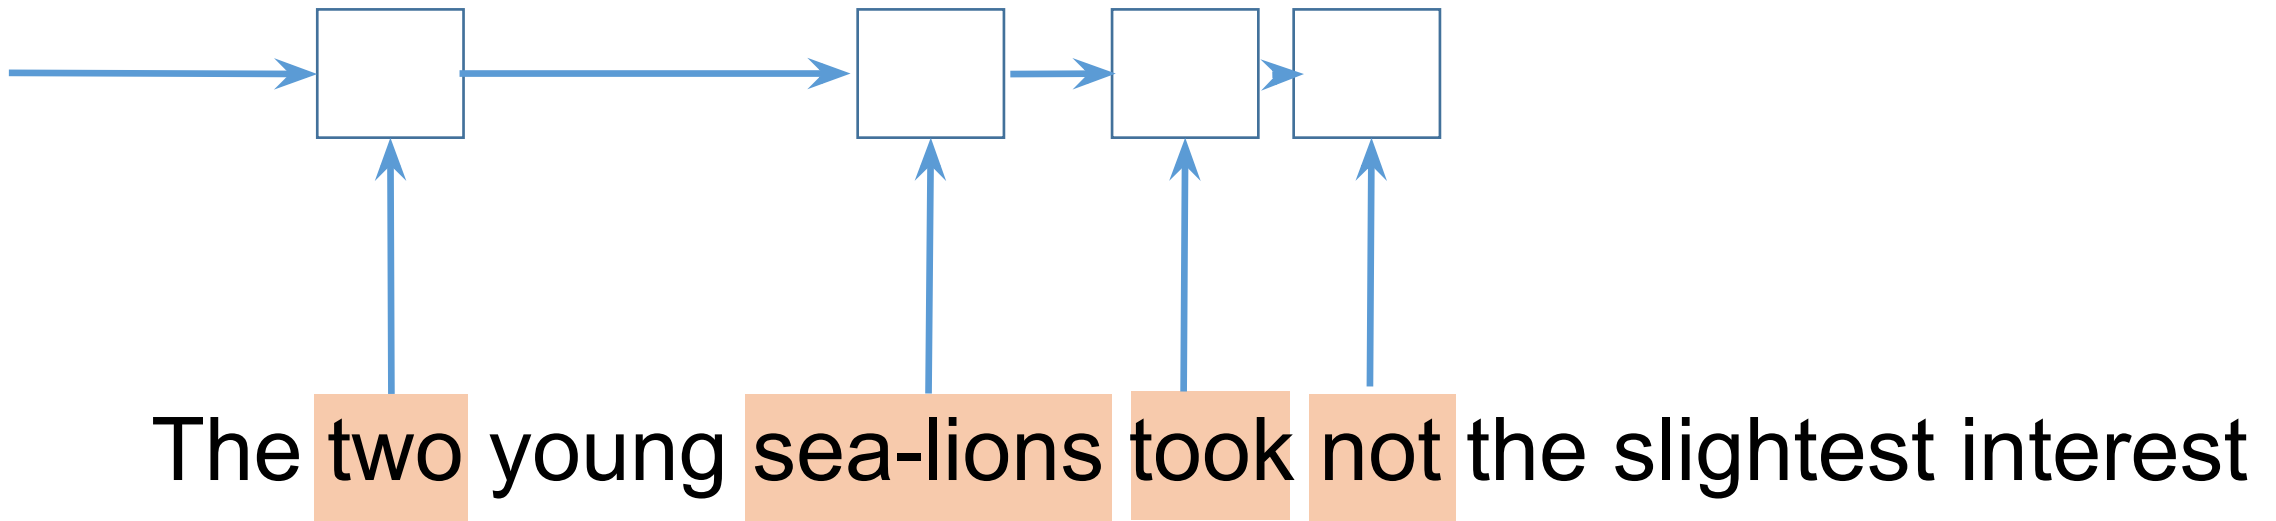 The two young sea-lions took not the slightest interest